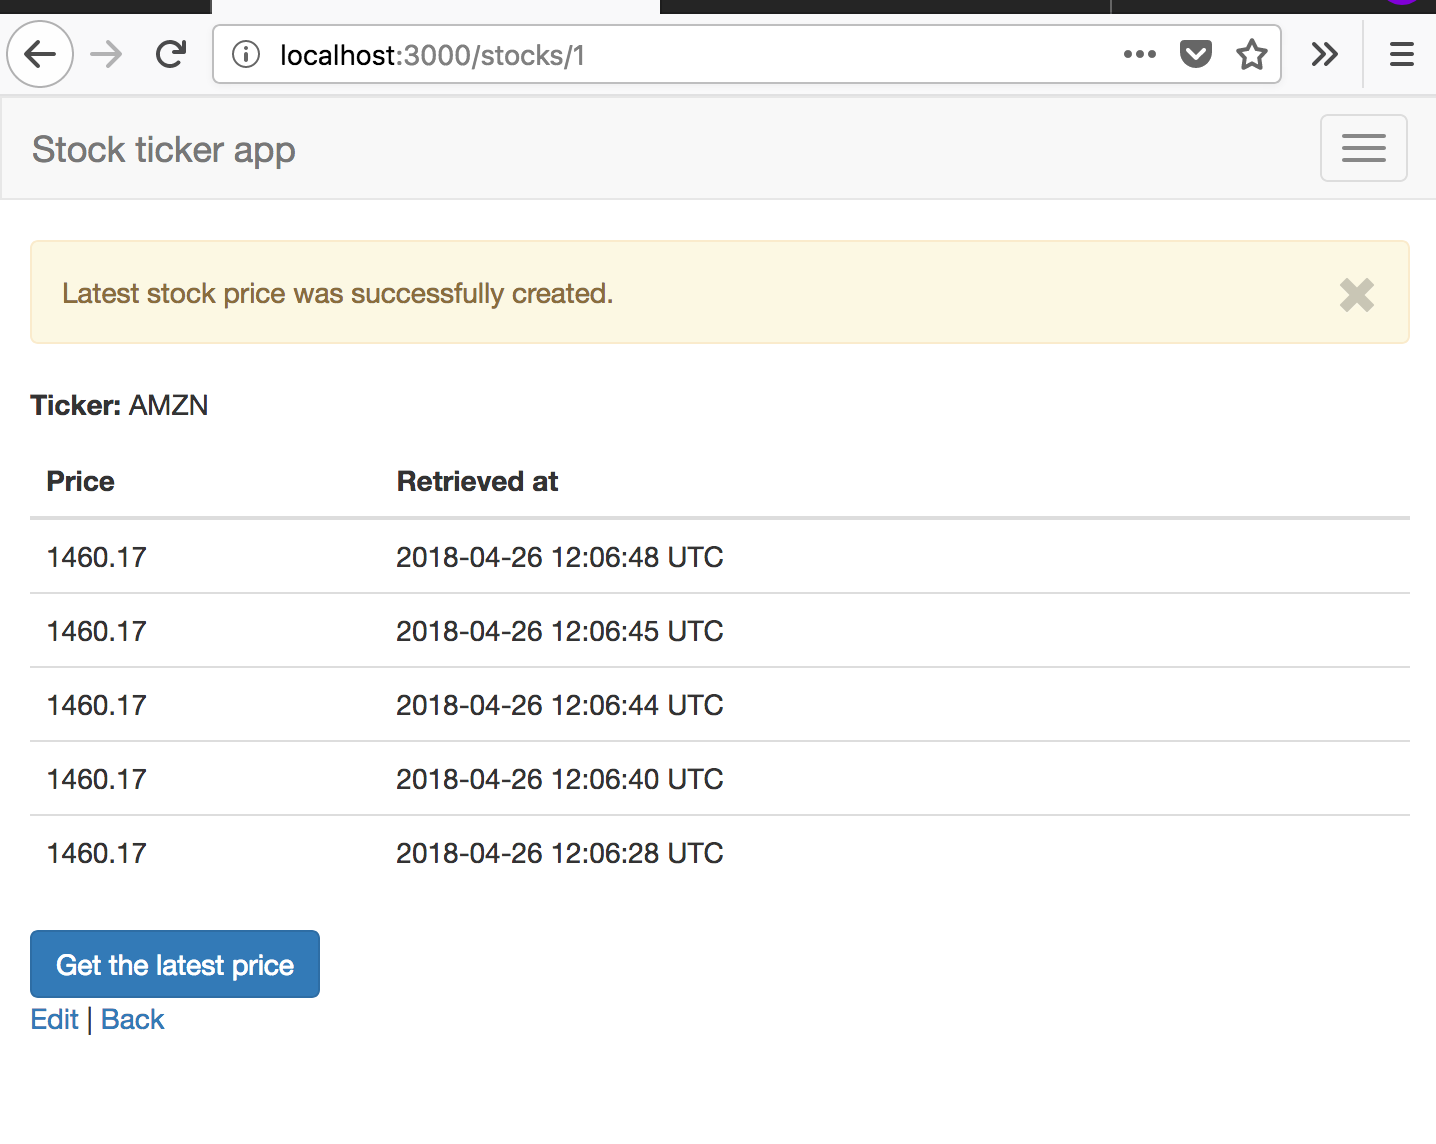 localhost:3000/stocks/1
Stock ticker app
Latest stock price was successfully created.
Ticker: AMZN
Price Retrieved at
1460.17 2018-04-26 12:06:48 UTC
1460.17 2018-04-26 12:06:45 UTC
1460.17 2018-04-26 12:06:44 UTC
1460.17 2018-04-26 12:06:40 UTC
1460.17 2018-04-26 12:06:28 UTC
Get the latest price
Edit | Back